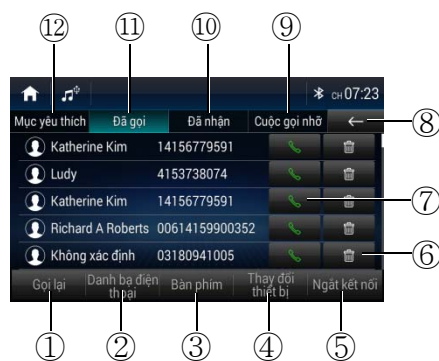 ⑫ ⑪ ⑩ ⑨
CH 07:23
Mục yêu thích Đã gọi Đã nhận Cuộc gọi nhỡ ⑧
Katherine Kim 14156779591
Ludy 4153738074
Katherine Kim 14156779591 ⑦
Richard A Roberts 00614159900352
Không xác định 03180941005 ⑥
Gọi lại Danh bạ điện thoại Bàn phím Thay đổi thiết bị Ngắt kết nối
① ② ③ ④ ⑤